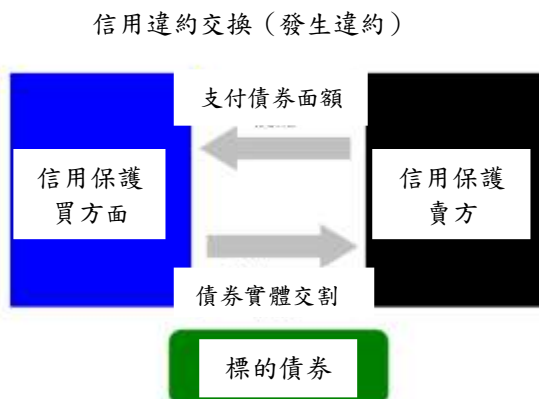 信用違約交換（發生違約）
支付債券面額
信用保護
買方面
信用保護
賣方
債券實體交割
標的債券